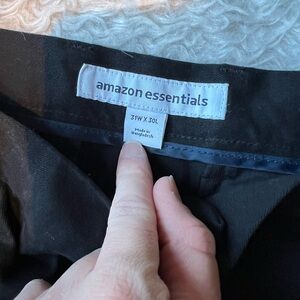 amazon essentials
31W X 30L
Made in
Bangladesh